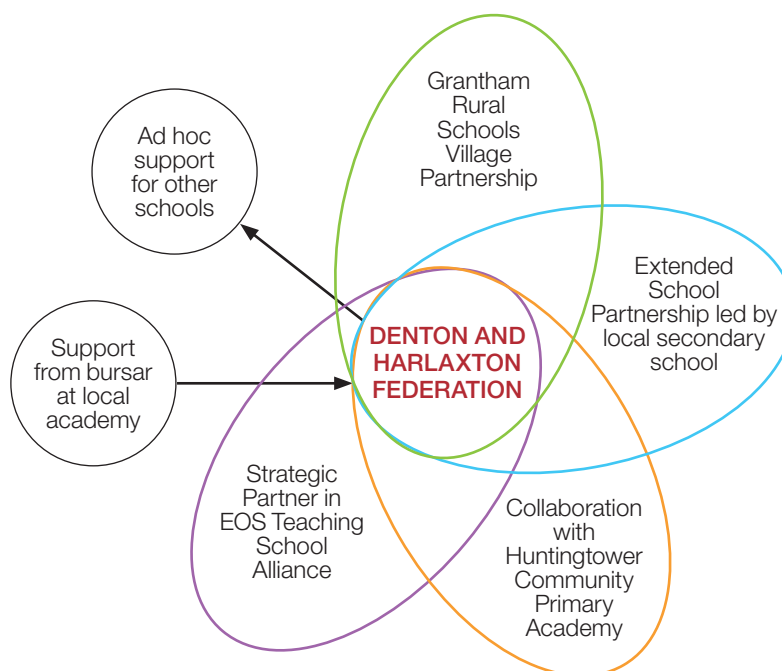 Grantham
Rural
Schools
Village
Partnership
Ad hoc
support
for other
schools
Extended
School
Partnership led by
local secondary
school
Support
from bursar
at local
academy
DENTON AND
HARLAXTON
FEDERATION
Strategic
Partner in
EOS Teaching
School
Alliance
Collaboration
with
Huntingtower
Community
Primary
Academy